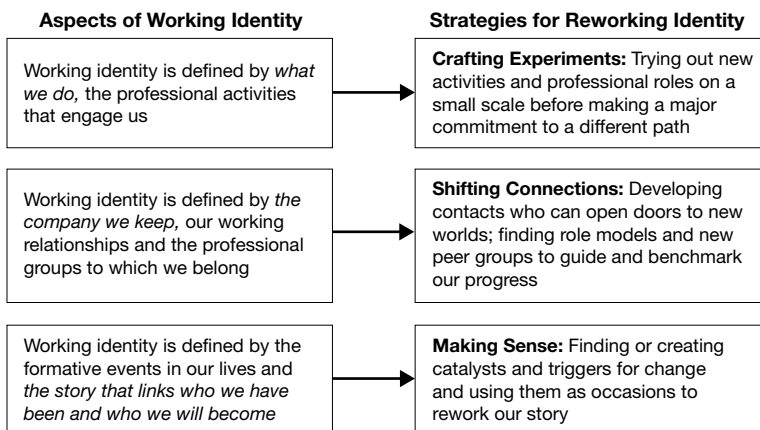 Aspects of Working Identity
Strategies for Reworking Identity
Working identity is defined by what
we do, the professional activities
that engage us
Crafting Experiments: Trying out new
activities and professional roles on a
small scale before making a major
commitment to a different path
Working identity is defined by the
company we keep, our working
relationships and the professional
groups to which we belong
Shifting Connections: Developing
contacts who can open doors to new
worlds; finding role models and new
peer groups to guide and benchmark
our progress
Working identity is defined by the
formative events in our lives and
the story that links who we have
been and who we will become
Making Sense: Finding or creating
catalysts and triggers for change
and using them as occasions to
rework our story